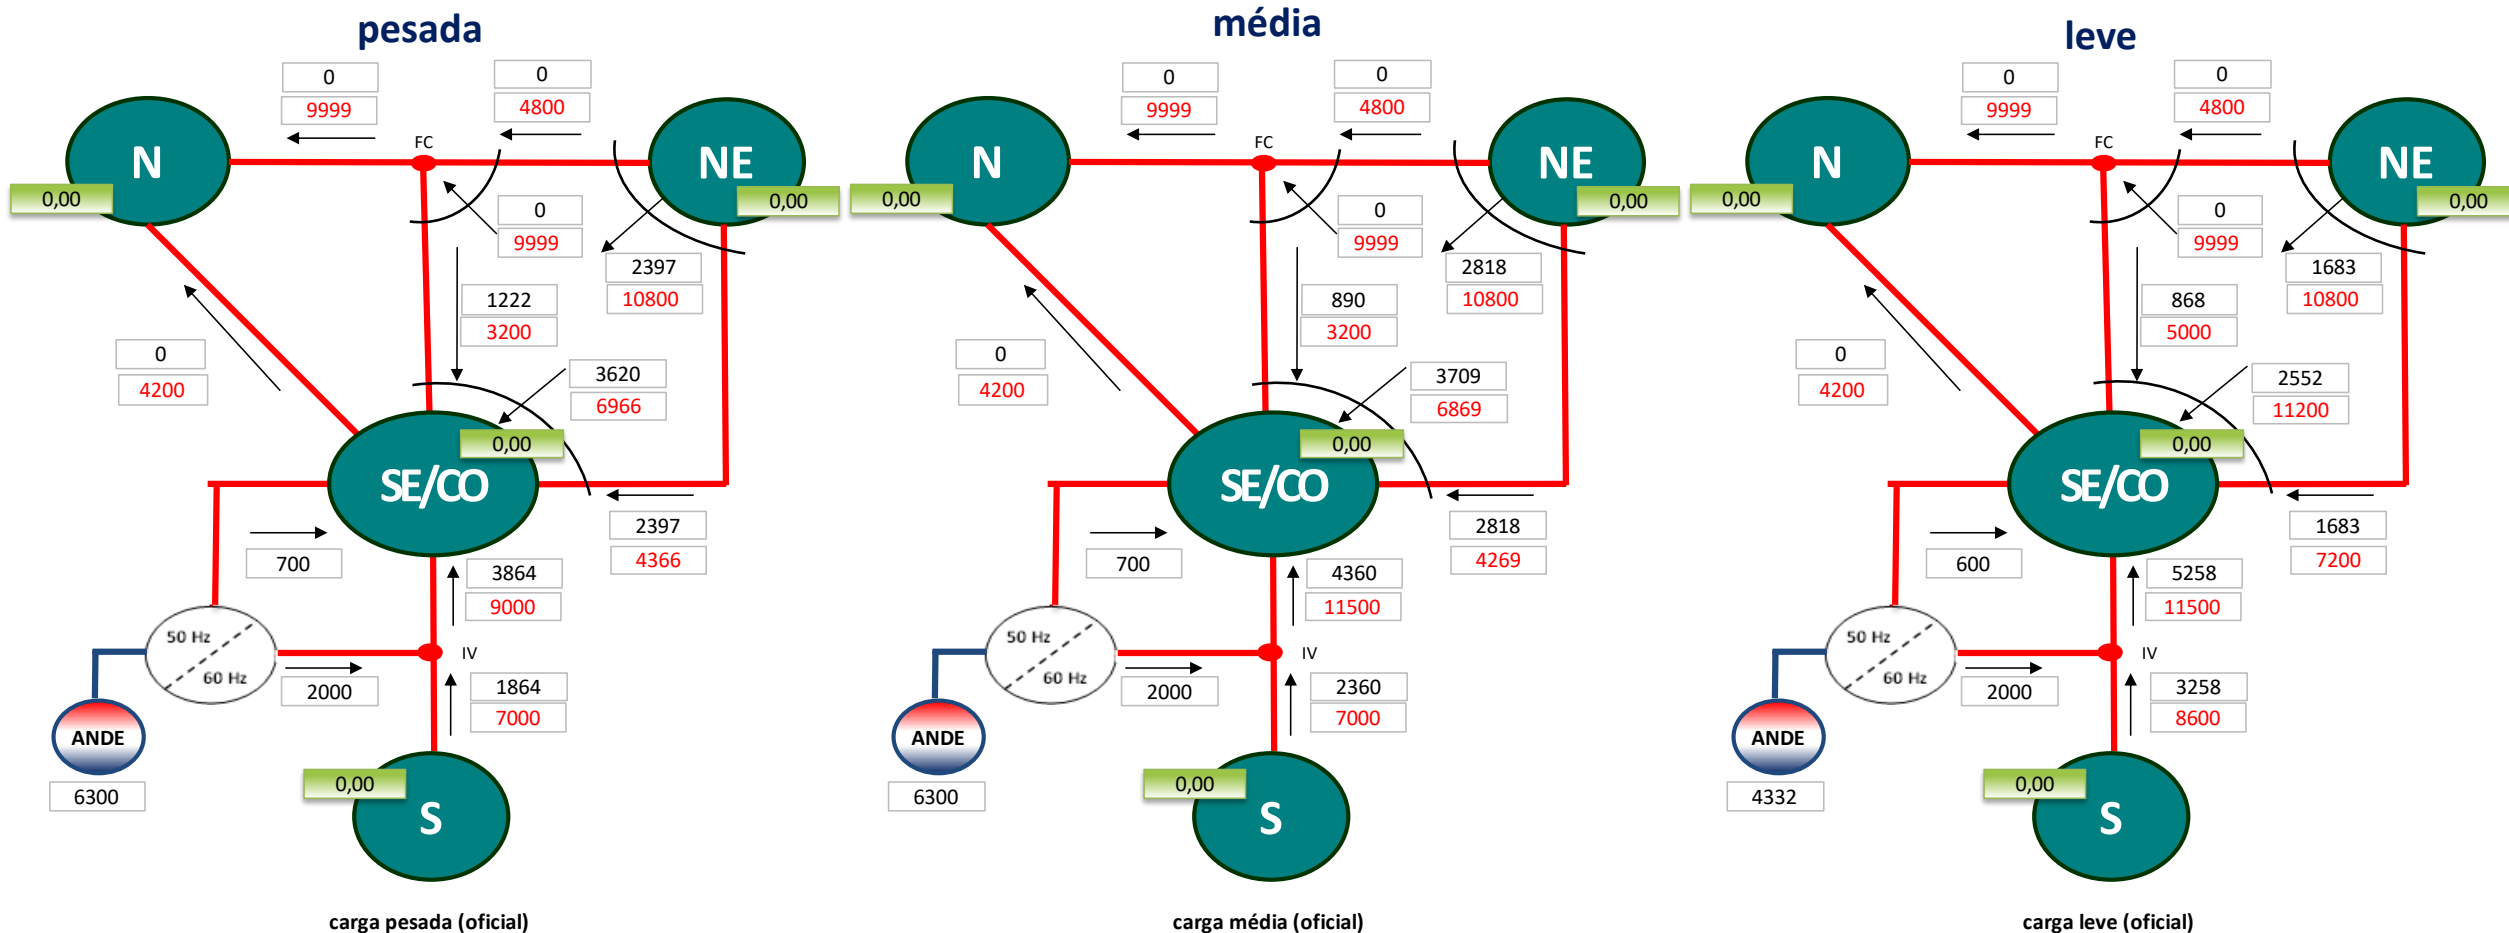 pesada
0
9999
0
4800
FC
N
NE
0,00
0,00
0
9999
2397
10800
1222
3200
0
4200
3620
6966
0,00
SE/CO
2397
4366
700
3864
9000
50 Hz
60 Hz
IV
2000
1864
7000
ANDE
6300
0,00
S
carga pesada (oficial)
média
0
9999
0
4800
FC
N
NE
0,00
0,00
0
9999
2818
10800
890
3200
0
4200
3709
6869
0,00
SE/CO
2818
4269
700
4360
11500
50 Hz
60 Hz
IV
2000
2360
7000
ANDE
6300
0,00
S
carga média (oficial)
leve
0
9999
0
4800
FC
N
NE
0,00
0,00
0
9999
1683
10800
868
5000
0
4200
2552
11200
0,00
SE/CO
1683
7200
600
5258
11500
50 Hz
60 Hz
IV
2000
3258
8600
ANDE
4332
0,00
S
carga leve (oficial)